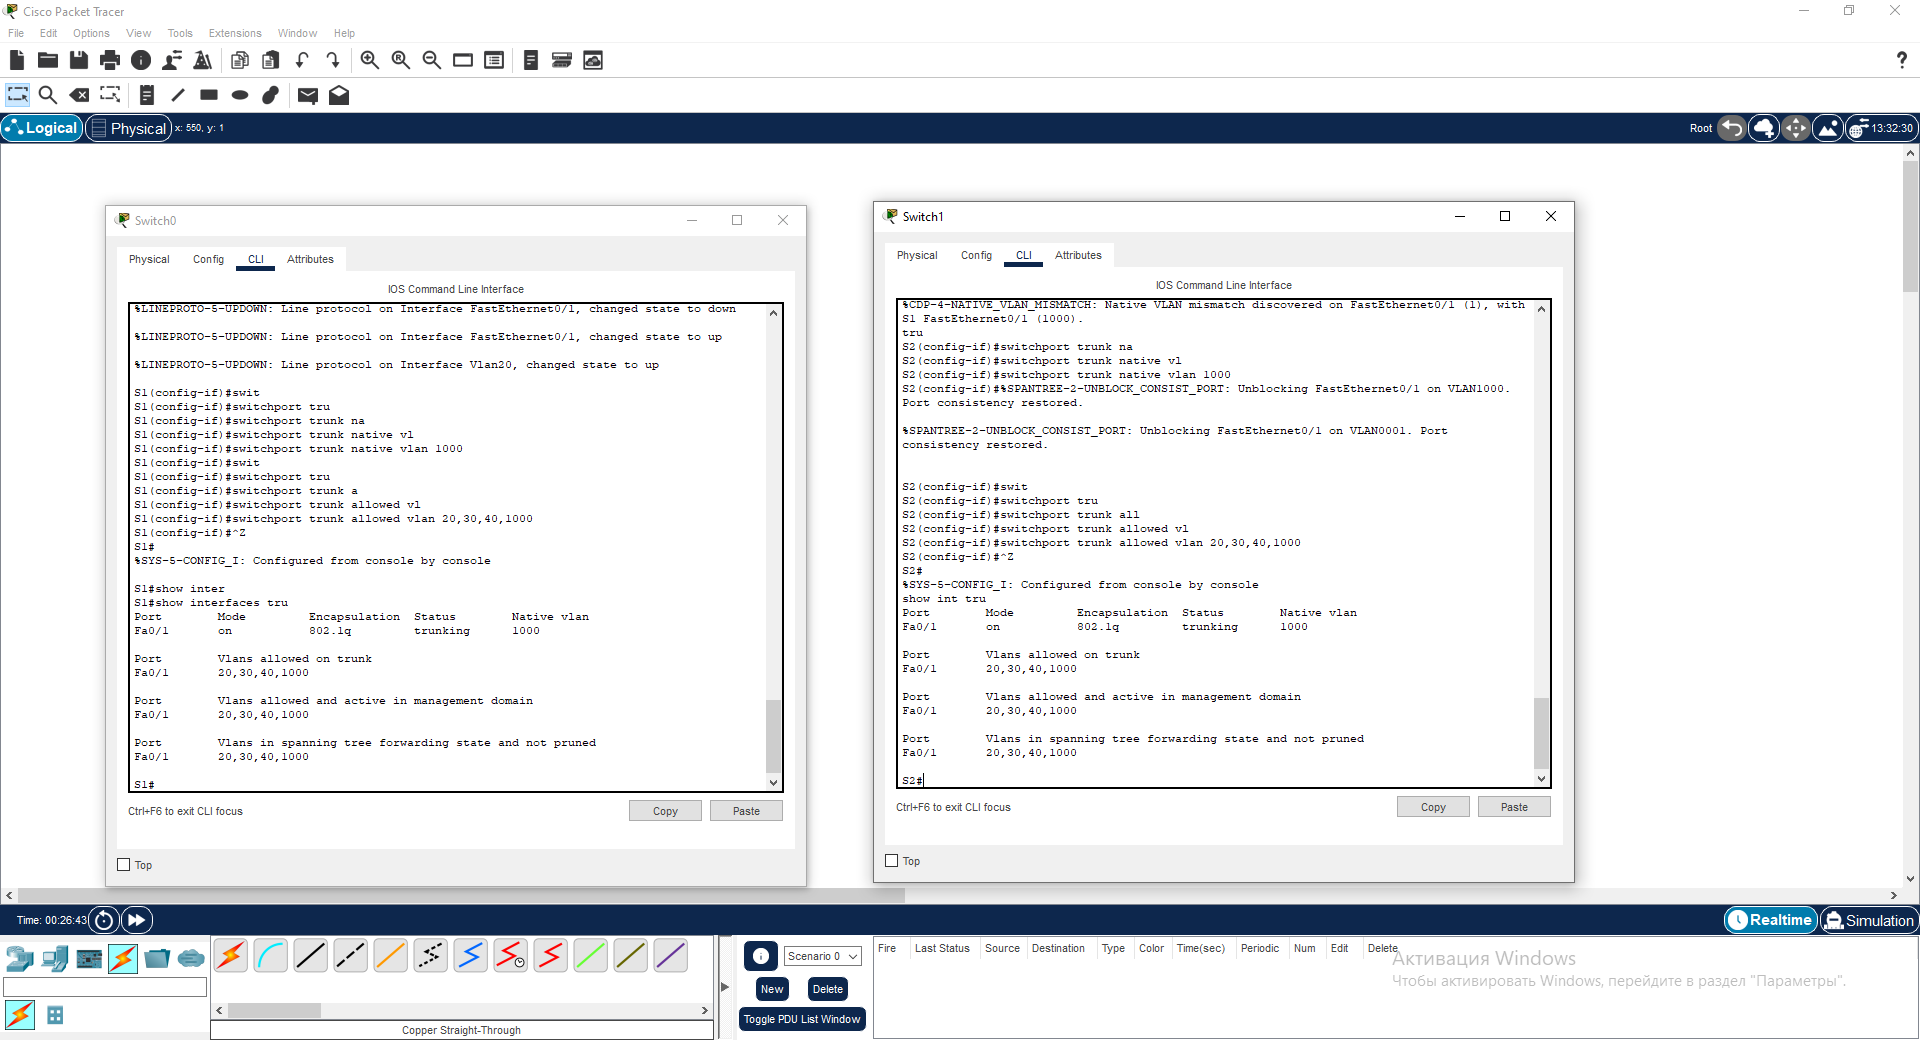 Cisco Packet Tracer
File Edit Options View Tools Extensions Window Help
Logical Physical x: 550, y: 1
Root 13:32:30
Switch0
Physical Config CLI Attributes
IOS Command Line Interface
%LINEPROTO-5-UPDOWN: Line protocol on Interface FastEthernet0/1, changed state to down
%LINEPROTO-5-UPDOWN: Line protocol on Interface FastEthernet0/1, changed state to up
%LINEPROTO-5-UPDOWN: Line protocol on Interface Vlan20, changed state to up
S1(config-if)#swit
S1(config-if)#switchport tru
S1(config-if)#switchport trunk na
S1(config-if)#switchport trunk native vl
S1(config-if)#switchport trunk native vlan 1000
S1(config-if)#swit
S1(config-if)#switchport tru
S1(config-if)#switchport trunk a
S1(config-if)#switchport trunk allowed vl
S1(config-if)#switchport trunk allowed vlan 20,30,40,1000
S1(config-if)#^Z
S1#
%SYS-5-CONFIG_I: Configured from console by console
S1#show inter
S1#show interfaces tru
Port Mode Encapsulation Status Native vlan
Fa0/1 on 802.1q trunking 1000
Port Vlans allowed on trunk
Fa0/1 20,30,40,1000
Port Vlans allowed and active in management domain
Fa0/1 20,30,40,1000
Port Vlans in spanning tree forwarding state and not pruned
Fa0/1 20,30,40,1000
S1#
Ctrl+F6 to exit CLI focus
Copy Paste
Top
Switch1
Physical Config CLI Attributes
IOS Command Line Interface
%CDP-4-NATIVE_VLAN_MISMATCH: Native VLAN mismatch discovered on FastEthernet0/1 (1), with
S1 FastEthernet0/1 (1000).
tru
S2(config-if)#switchport trunk na
S2(config-if)#switchport trunk native vl
S2(config-if)#switchport trunk native vlan 1000
S2(config-if)#%SPANTREE-2-UNBLOCK_CONSIST_PORT: Unblocking FastEthernet0/1 on VLAN1000.
Port consistency restored.
%SPANTREE-2-UNBLOCK_CONSIST_PORT: Unblocking FastEthernet0/1 on VLAN0001. Port
consistency restored.
S2(config-if)#swit
S2(config-if)#switchport tru
S2(config-if)#switchport trunk all
S2(config-if)#switchport trunk allowed vl
S2(config-if)#switchport trunk allowed vlan 20,30,40,1000
S2(config-if)#^Z
S2#
%SYS-5-CONFIG_I: Configured from console by console
show int tru
Port Mode Encapsulation Status Native vlan
Fa0/1 on 802.1q trunking 1000
Port Vlans allowed on trunk
Fa0/1 20,30,40,1000
Port Vlans allowed and active in management domain
Fa0/1 20,30,40,1000
Port Vlans in spanning tree forwarding state and not pruned
Fa0/1 20,30,40,1000
S2#
Ctrl+F6 to exit CLI focus
Copy Paste
Top
Time: 00:26:43
Realtime Simulation
Copper Straight-Through
Scenario 0
New Delete
Toggle PDU List Window
Fire Last Status Source Destination Type Color Time(sec) Periodic Num Edit Delete
Активация Windows
Чтобы активировать Windows, перейдите в раздел "Параметры".